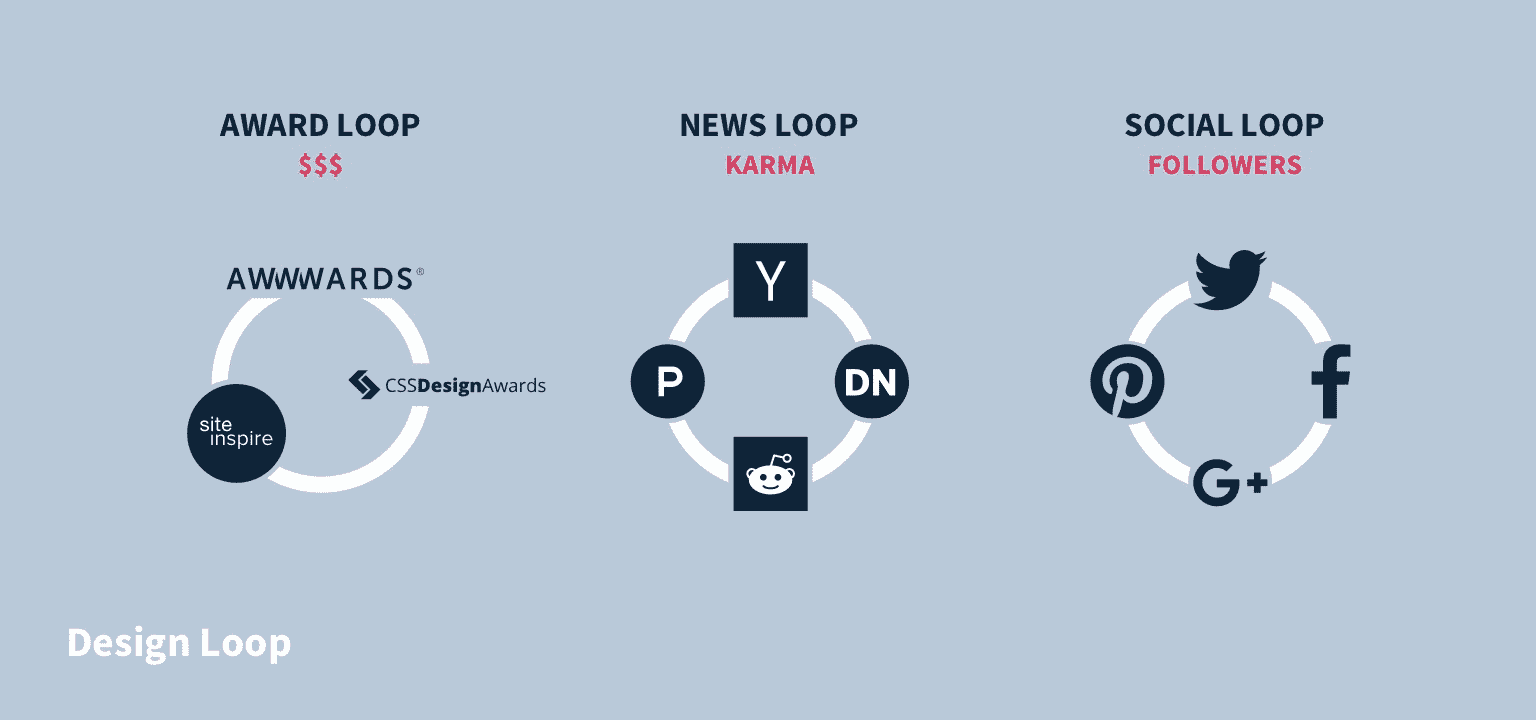 AWARD LOOP
$$$
AWWWARDS®
CSSDesignAwards
site
inspire
NEWS LOOP
KARMA
Y
P
DN
SOCIAL LOOP
FOLLOWERS
G+
Design Loop